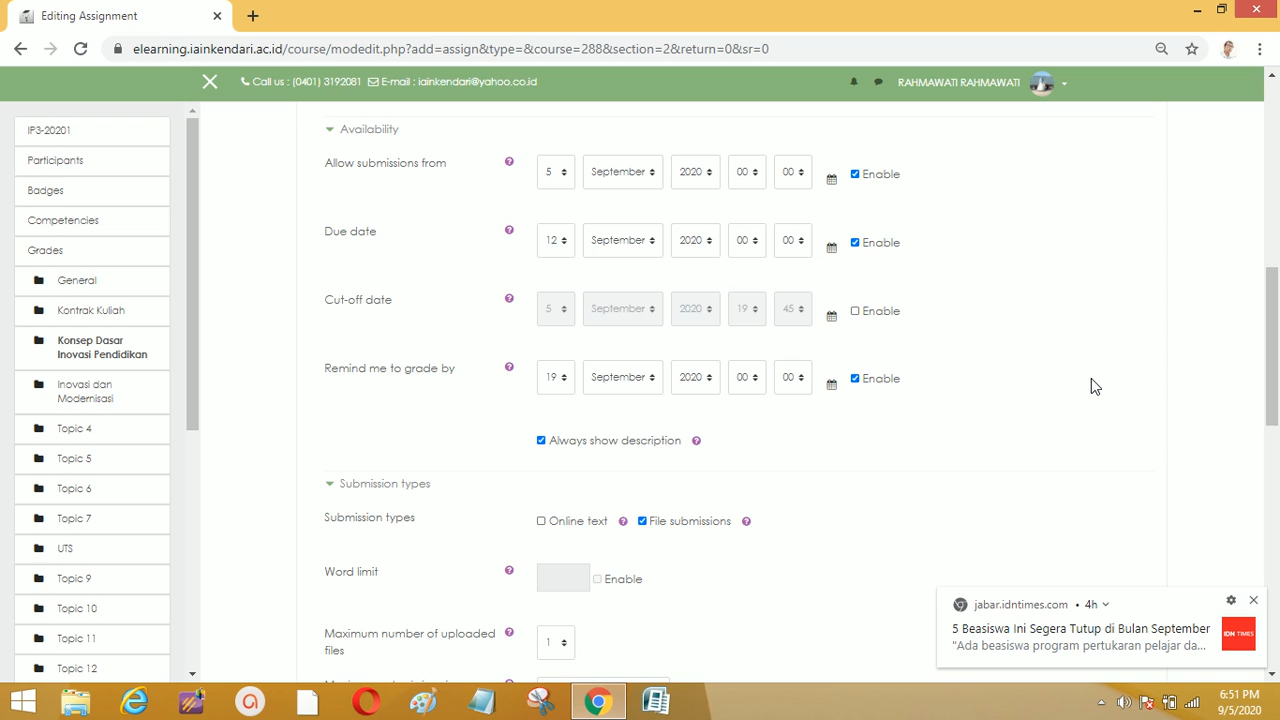 Editing Assignment
elearning.iainkendari.ac.id/course/modedit.php?add=assign&type=&course=288&section=2&return=0&sr=0
Call us : (0401) 3192081 E-mail : iainkendari@yahoo.co.id
RAHMAWATI RAHMAWATI
IP3-20201
Participants
Badges
Competencies
Grades
General
Kontrak Kuliah
Konsep Dasar
Inovasi Pendidikan
Inovasi dan
Modernisasi
Topic 4
Topic 5
Topic 6
Topic 7
UTS
Topic 9
Topic 10
Topic 11
Topic 12
Availability
Allow submissions from ? 5 September 2020 00 00 Enable
Due date ? 12 September 2020 00 00 Enable
Cut-off date ? 5 September 2020 19 45 Enable
Remind me to grade by ? 19 September 2020 00 00 Enable
Always show description ?
Submission types
Submission types Online text ? File submissions ?
Word limit ? Enable
Maximum number of uploaded
files ? 1
jabar.idntimes.com • 4h
5 Beasiswa Ini Segera Tutup di Bulan September
"Ada beasiswa program pertukaran pelajar da...
IDN TIMES
6:51 PM
9/5/2020